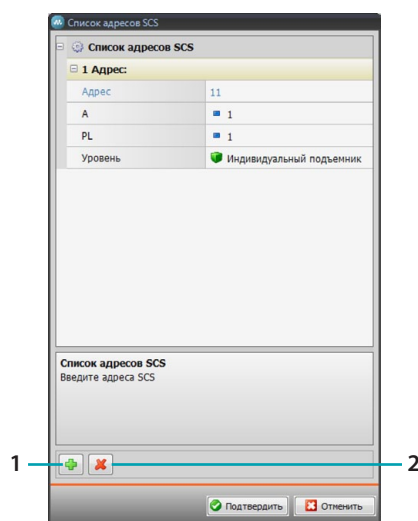 Список адресов SCS
Список адресов SCS
1 Адрес:
Адрес 11
A 1
PL 1
Уровень Индивидуальный подъемник
Список адресов SCS
Введите адреса SCS
1 2
Подтвердить Отменить